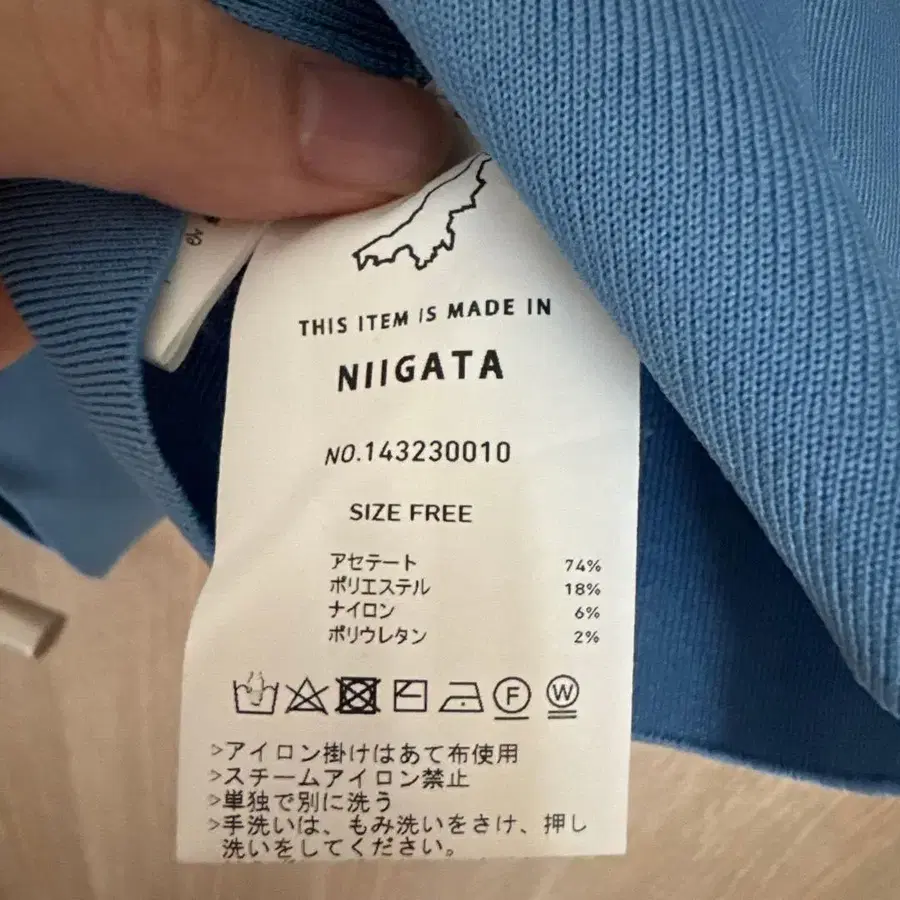 THIS ITEM IS MADE IN
NIIGATA
NO.143230010
SIZE FREE
アセテート 74%
ポリエステル 18%
ナイロン 6%
ポリウレタン 2%
F W
>アイロン掛けはあて布使用
>スチームアイロン禁止
>単独で別に洗う
>手洗いは、もみ洗いをさけ、押し
洗いをしてください。